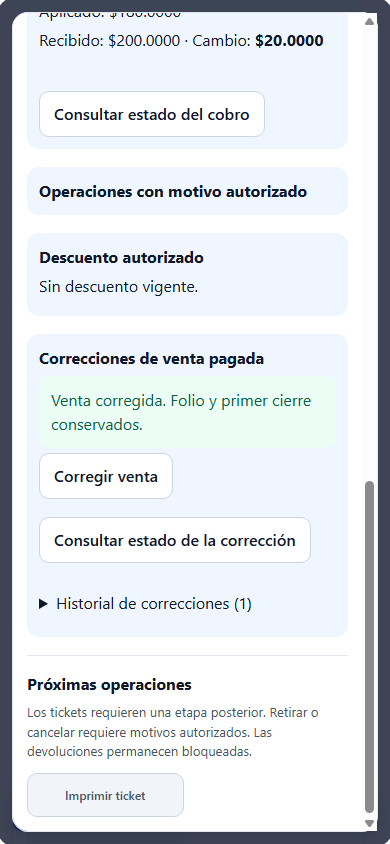 Aplicado: $180.0000
Recibido: $200.0000 · Cambio: $20.0000
Consultar estado del cobro
Operaciones con motivo autorizado
Descuento autorizado
Sin descuento vigente.
Correcciones de venta pagada
Venta corregida. Folio y primer cierre
conservados.
Corregir venta
Consultar estado de la corrección
▶ Historial de correcciones (1)
Próximas operaciones
Los tickets requieren una etapa posterior. Retirar o
cancelar requiere motivos autorizados. Las
devoluciones permanecen bloqueadas.
Imprimir ticket